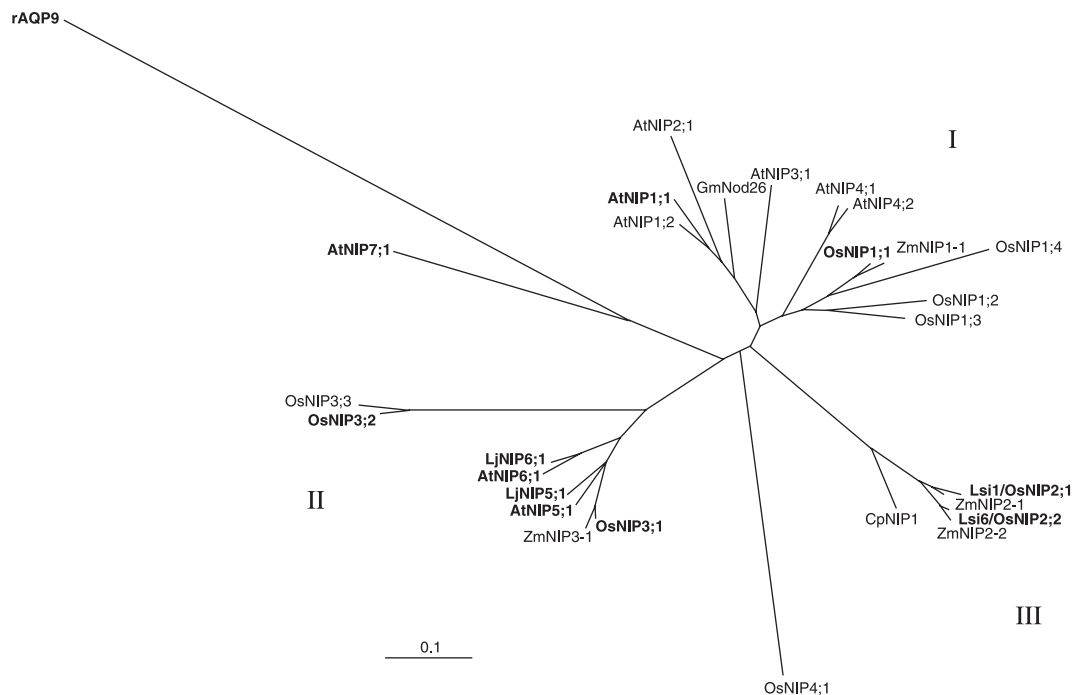 rAQP9
AtNIP2;1
I
AtNIP3;1
GmNod26
AtNIP4;1
AtNIP1;1
AtNIP4;2
AtNIP1;2
OsNIP1;1
ZmNIP1-1
OsNIP1;4
AtNIP7;1
OsNIP1;2
OsNIP1;3
OsNIP3;3
OsNIP3;2
LjNIP6;1
AtNIP6;1
LjNIP5;1
AtNIP5;1
II
OsNIP3;1
ZmNIP3-1
Lsi1/OsNIP2;1
ZmNIP2-1
CpNIP1
Lsi6/OsNIP2;2
ZmNIP2-2
III
0.1
OsNIP4;1